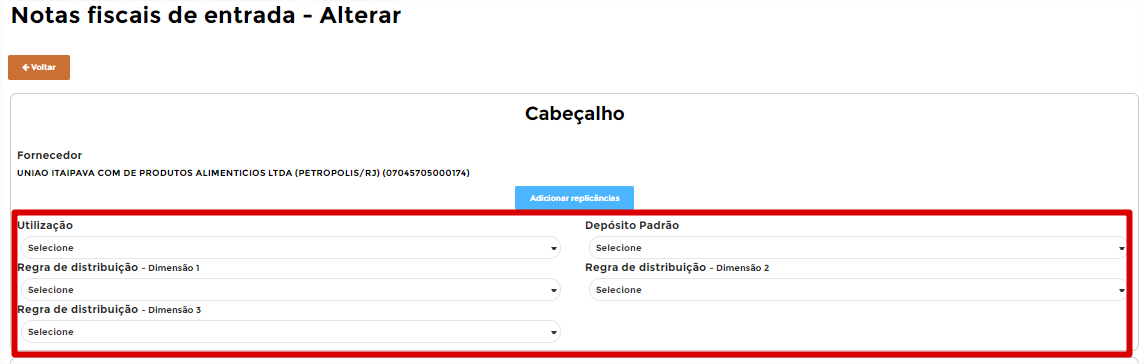 Notas fiscais de entrada - Alterar
Voltar
Cabeçalho
Fornecedor
UNIAO ITAIPAVA COM DE PRODUTOS ALIMENTICIOS LTDA (PETROPOLIS/RJ) (07045705000174)
Adicionar replicâncias
Utilização
Selecione
Depósito Padrão
Selecione
Regra de distribuição - Dimensão 1
Selecione
Regra de distribuição - Dimensão 2
Selecione
Regra de distribuição - Dimensão 3
Selecione